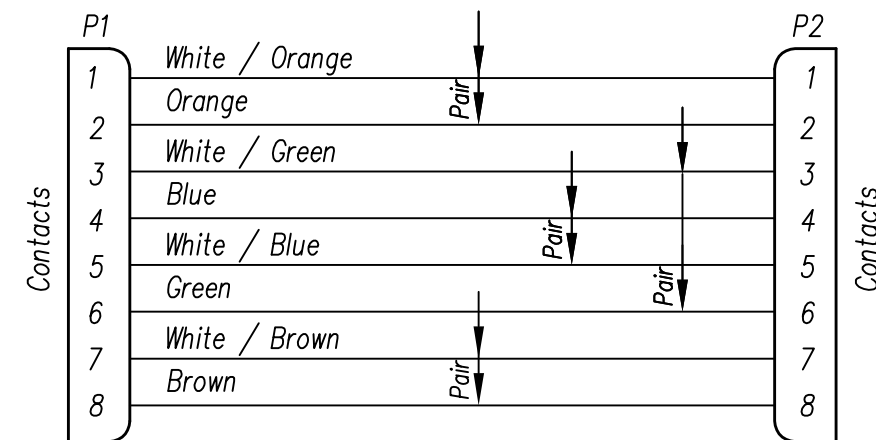 P1
P2
White / Orange
1
1
Orange
Pair
2
2
White / Green
3
3
Blue
4
4
Contacts
Contacts
White / Blue
Pair
5
5
Green
Pair
6
6
White / Brown
7
7
Brown
Pair
8
8